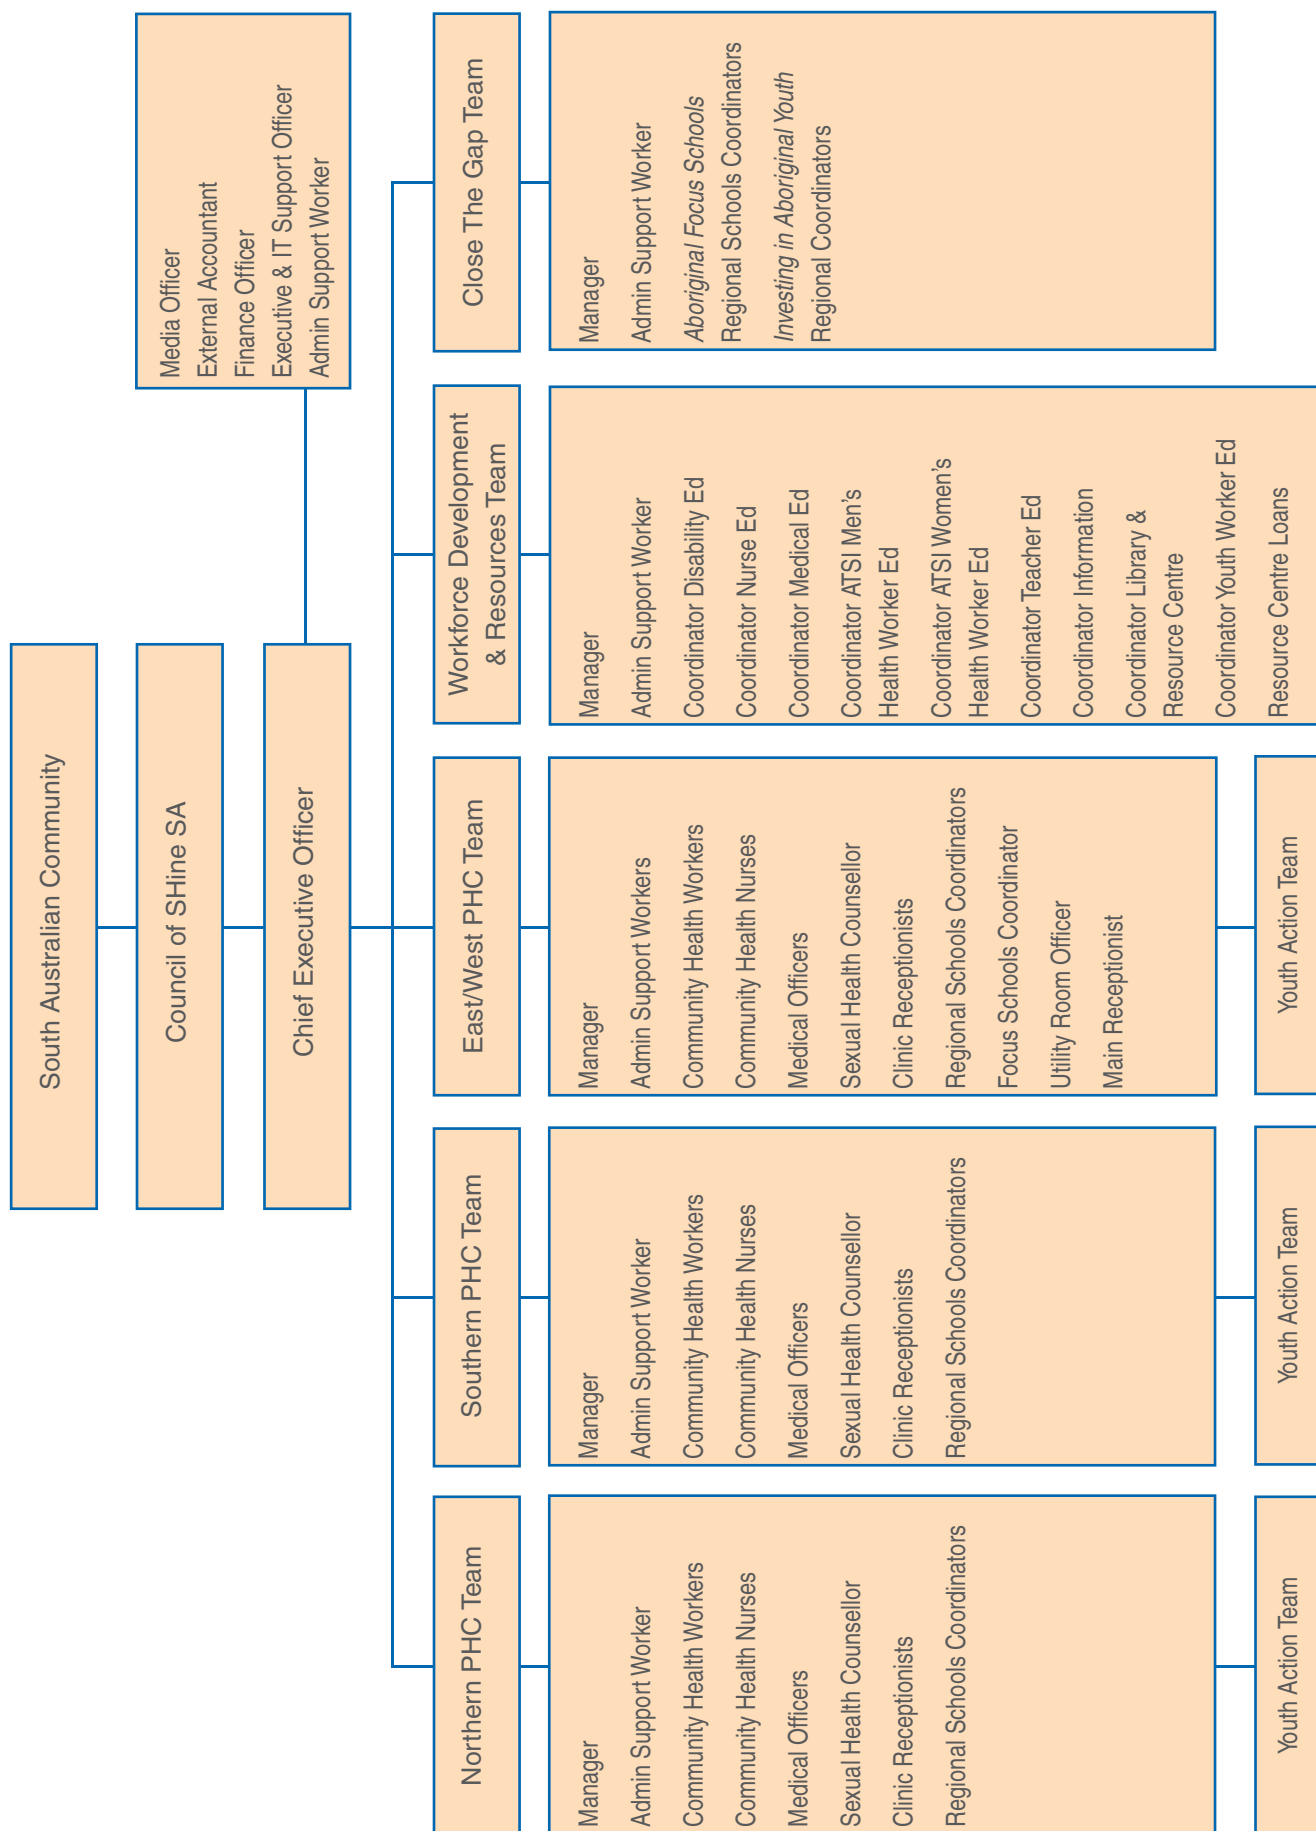 South Australian Community
Council of SHine SA
Chief Executive Officer
Media Officer
External Accountant
Finance Officer
Executive & IT Support Officer
Admin Support Worker
Northern PHC Team
Manager
Admin Support Worker
Community Health Workers
Community Health Nurses
Medical Officers
Sexual Health Counsellor
Clinic Receptionists
Regional Schools Coordinators
Youth Action Team
Southern PHC Team
Manager
Admin Support Worker
Community Health Workers
Community Health Nurses
Medical Officers
Sexual Health Counsellor
Clinic Receptionists
Regional Schools Coordinators
Youth Action Team
East/West PHC Team
Manager
Admin Support Workers
Community Health Workers
Community Health Nurses
Medical Officers
Sexual Health Counsellor
Clinic Receptionists
Regional Schools Coordinators
Focus Schools Coordinator
Utility Room Officer
Main Receptionist
Youth Action Team
Workforce Development
& Resources Team
Manager
Admin Support Worker
Coordinator Disability Ed
Coordinator Nurse Ed
Coordinator Medical Ed
Coordinator ATSI Men's
Health Worker Ed
Coordinator ATSI Women's
Health Worker Ed
Coordinator Teacher Ed
Coordinator Information
Coordinator Library &
Resource Centre
Coordinator Youth Worker Ed
Resource Centre Loans
Close The Gap Team
Manager
Admin Support Worker
Aboriginal Focus Schools
Regional Schools Coordinators
Investing in Aboriginal Youth
Regional Coordinators